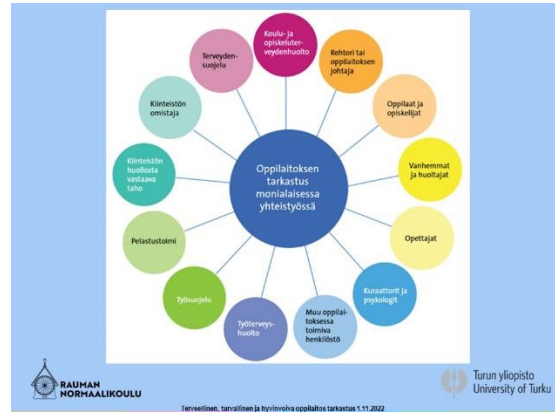 Koulu- ja
opiskeluter-
veydenhuolto
Rehtori tai
oppilaitoksen
johtaja
Oppilaat ja
opiskelijat
Vanhemmat
ja huoltajat
Opettajat
Kuraattorit ja
psykologit
Muu oppilai-
toksessa
toimiva
henkilöstö
Työterveys-
huolto
Työsuojelu
Pelastustoimi
Kiinteistön
huollosta
vastaava
taho
Kiinteistön
omistaja
Terveyden-
suojelu
Oppilaitoksen
tarkastus
monialaisessa
yhteistyössä
RAUMAN
NORMAALIKOULU
Terveellinen, turvallinen ja hyvinvoiva oppilaitos tarkastus 1.11.2022
Turun yliopisto
University of Turku